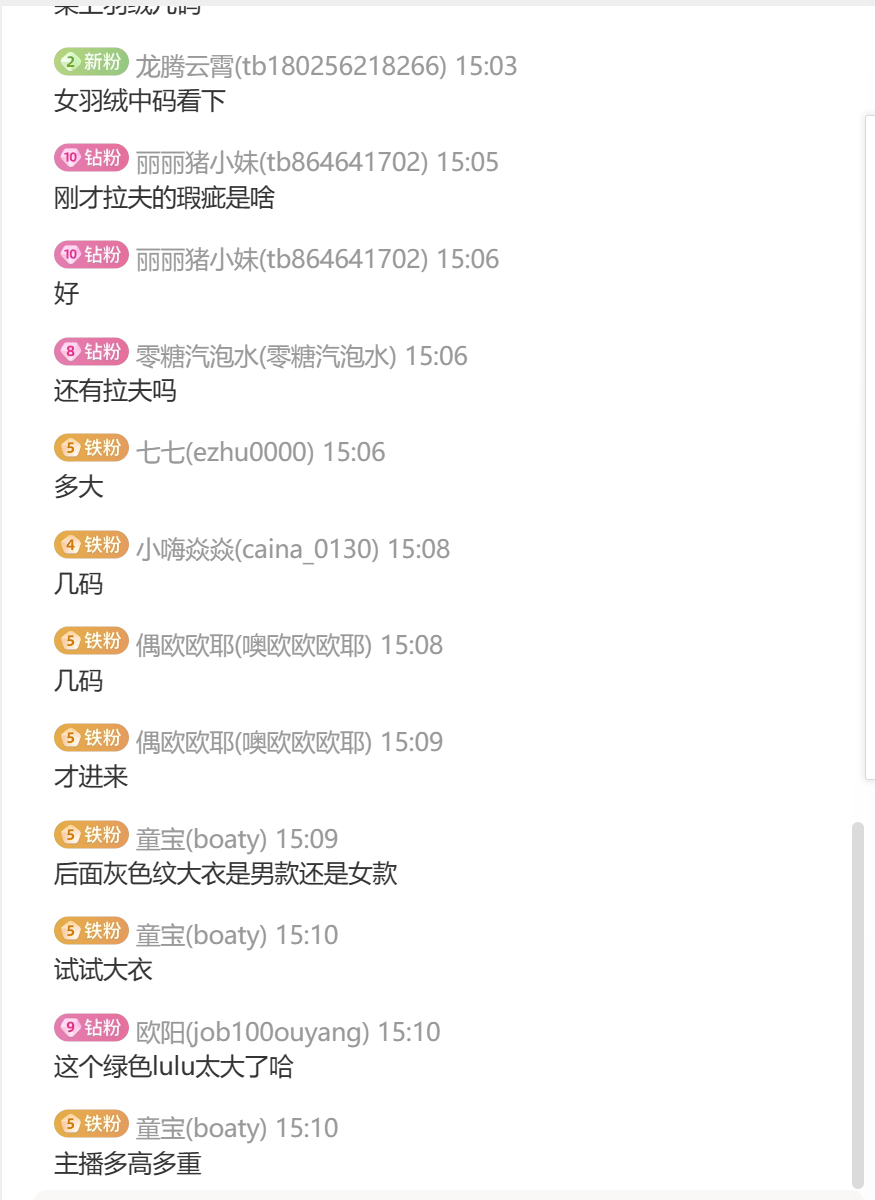 桌上羽绒几码
2 新粉 龙腾云霄(tb180256218266) 15:03
女羽绒中码看下
10 钻粉 丽丽猪小妹(tb864641702) 15:05
刚才拉夫的瑕疵是啥
10 钻粉 丽丽猪小妹(tb864641702) 15:06
好
8 钻粉 零糖汽泡水(零糖汽泡水) 15:06
还有拉夫吗
5 铁粉 七七(ezhu0000) 15:06
多大
4 铁粉 小嗨焱焱(caina_0130) 15:08
几码
5 铁粉 偶欧欧耶(噢欧欧欧耶) 15:08
几码
5 铁粉 偶欧欧耶(噢欧欧欧耶) 15:09
才进来
5 铁粉 童宝(boaty) 15:09
后面灰色纹大衣是男款还是女款
5 铁粉 童宝(boaty) 15:10
试试大衣
9 钻粉 欧阳(job100ouyang) 15:10
这个绿色lulu太大了哈
5 铁粉 童宝(boaty) 15:10
主播多高多重